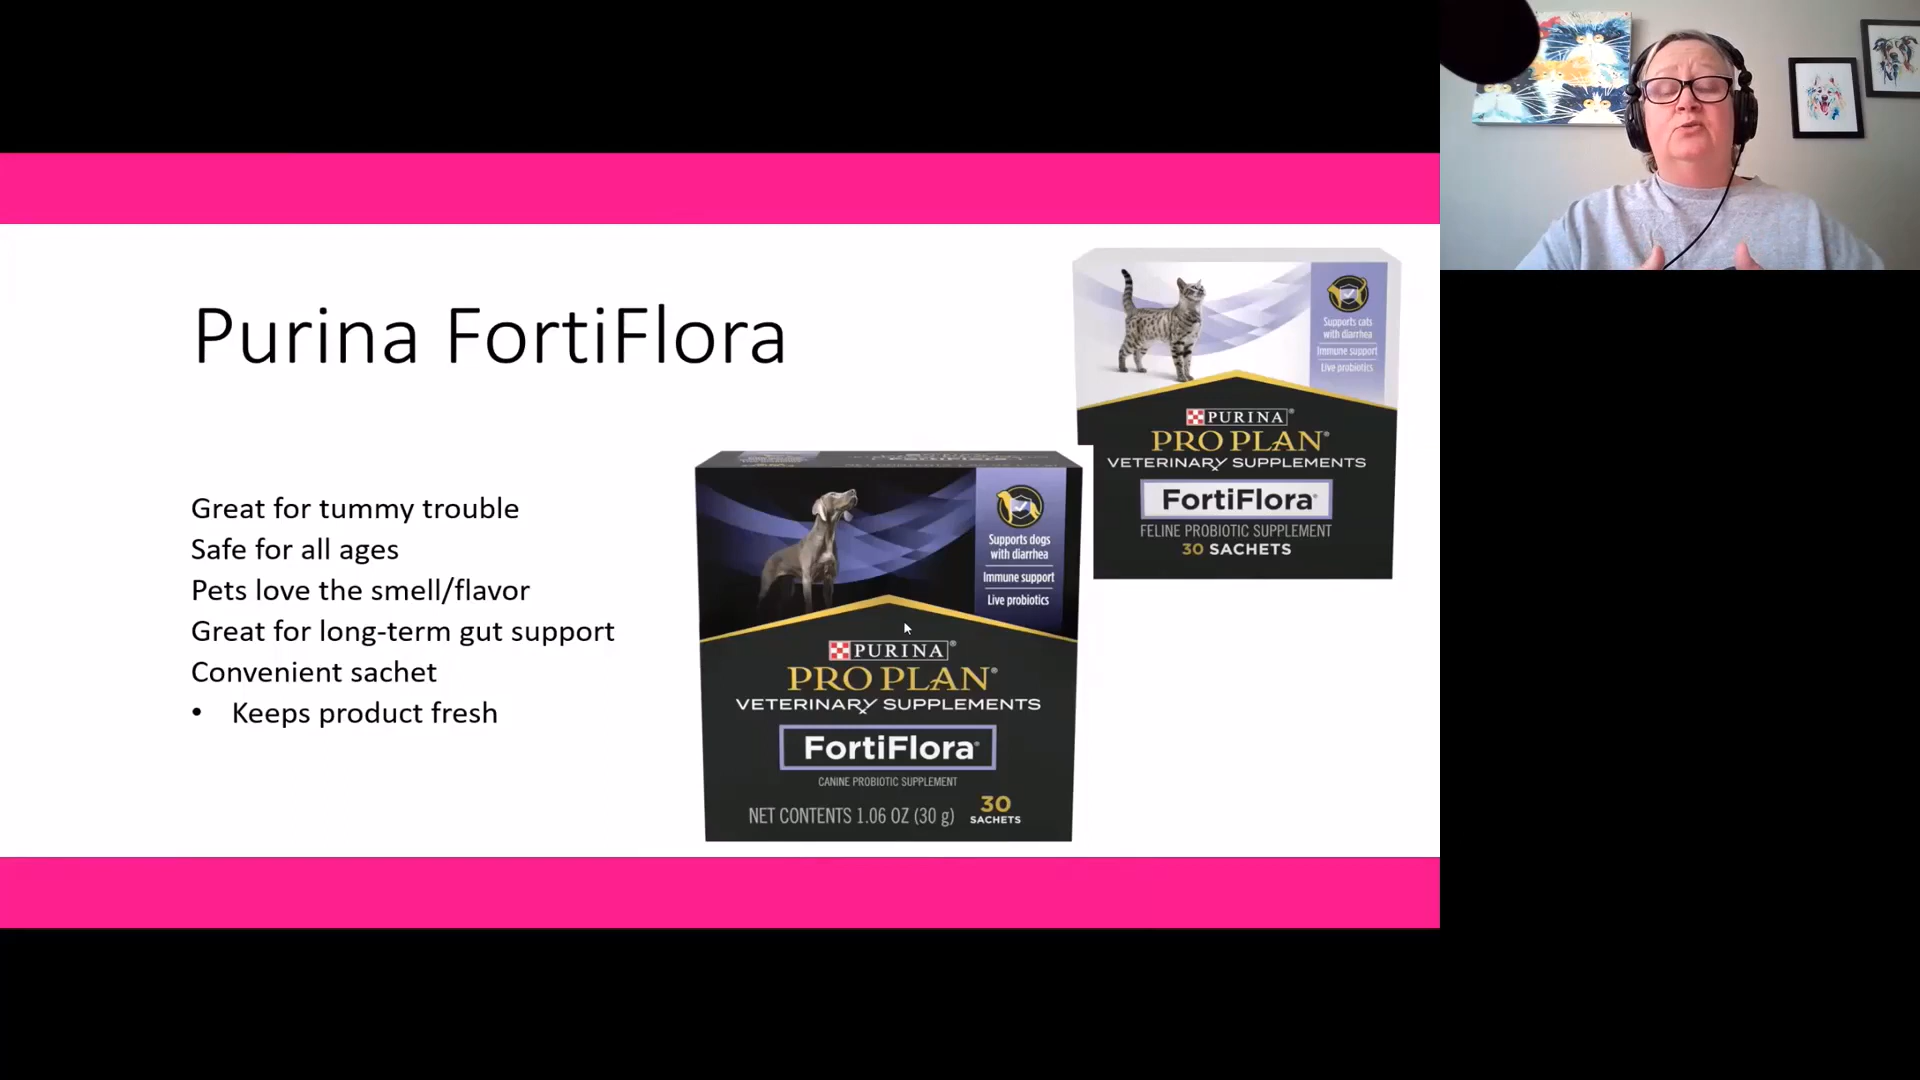 Purina FortiFlora
Great for tummy trouble
Safe for all ages
Pets love the smell/flavor
Great for long-term gut support
Convenient sachet
• Keeps product fresh
Supports dogs
with diarrhea
Immune support
Live probiotics
PURINA®
PRO PLAN®
VETERINARY SUPPLEMENTS
FortiFlora®
CANINE PROBIOTIC SUPPLEMENT
NET CONTENTS 1.06 OZ (30 g)
30
SACHETS
Supports cats
with diarrhea
Immune support
Live probiotics
PURINA®
PRO PLAN®
VETERINARY SUPPLEMENTS
FortiFlora®
FELINE PROBIOTIC SUPPLEMENT
30 SACHETS